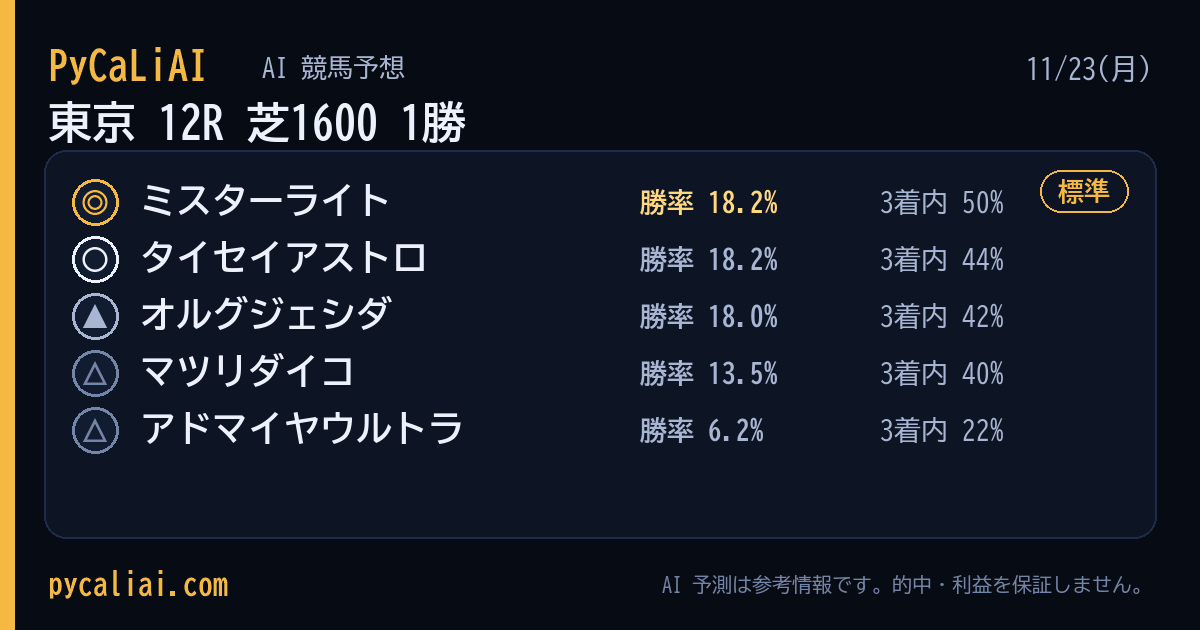 PyCaLiAI AI 競馬予想 11/23(月)
東京 12R 芝1600 1勝
◎ ミスターライト 勝率 18.2% 3着内 50% 標準
○ タイセイアストロ 勝率 18.2% 3着内 44%
▲ オルグジェシダ 勝率 18.0% 3着内 42%
△ マツリダイコ 勝率 13.5% 3着内 40%
△ アドマイヤウルトラ 勝率 6.2% 3着内 22%
pycaliai.com AI 予測は参考情報です。的中・利益を保証しません。